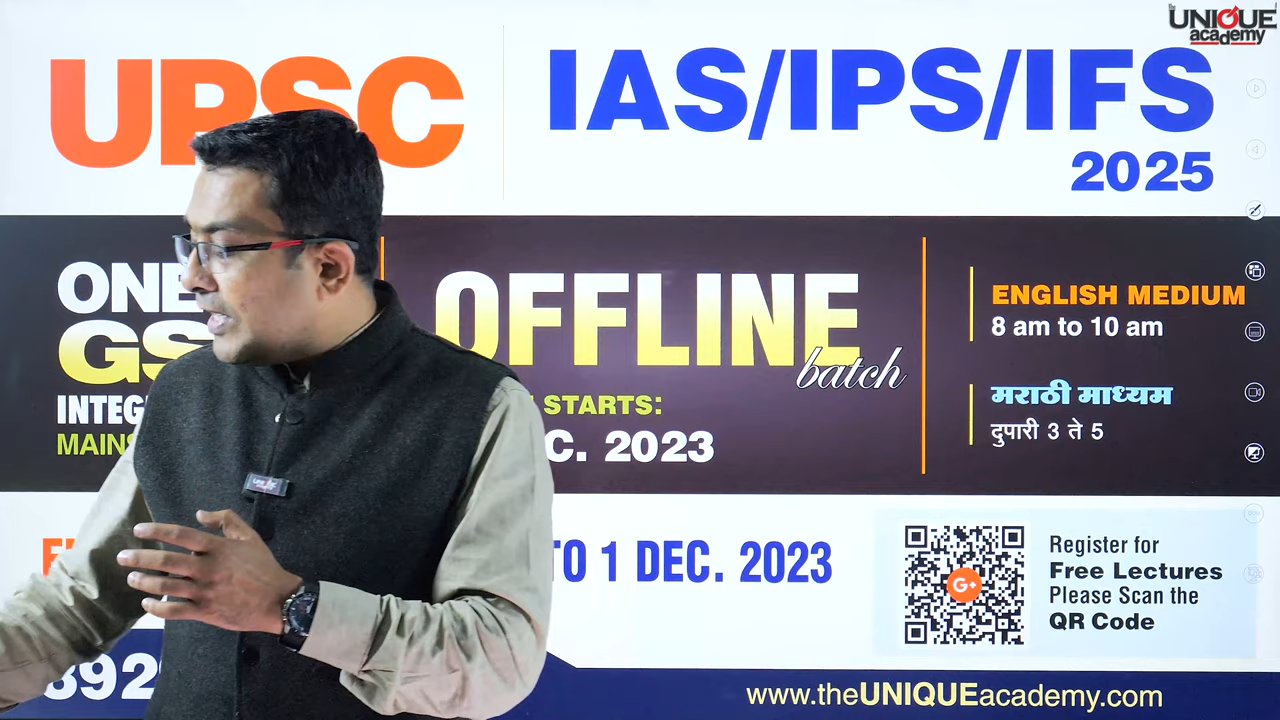 the UNIQUE
academy
UPSC
IAS/IPS/IFS
2025
ONE
GS
INTEG
MAINS
OFFLINE
batch
STARTS:
C. 2023
ENGLISH MEDIUM
8 am to 10 am
मराठी माध्यम
दुपारी 3 ते 5
TO 1 DEC. 2023
Register for
Free Lectures
Please Scan the
QR Code
G+
892
www.theUNIQUEacademy.com